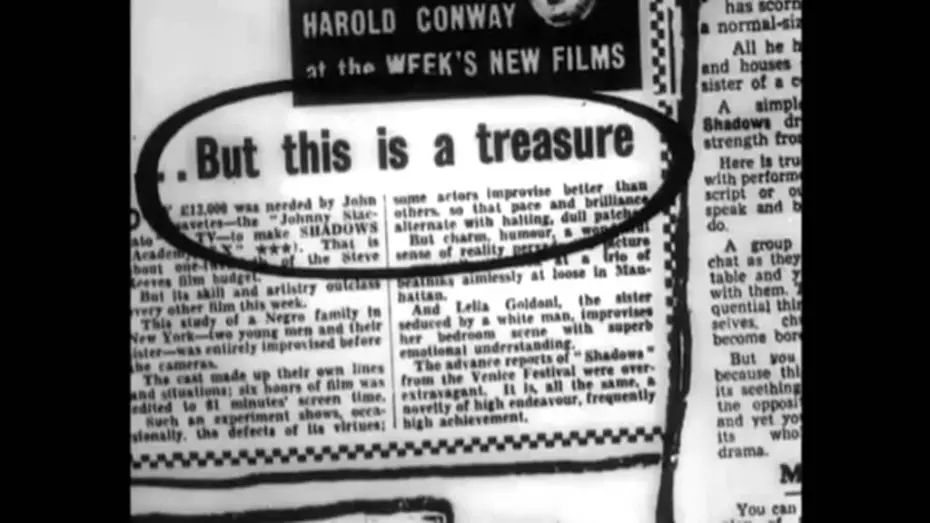 HAROLD CONWAY
at the WEEK'S NEW FILMS
..But this is a treasure
£13,000 was needed by John
the "Johnny Stac-
TV—to make SHADOWS
"X" ★★★). That is
of the Steve
Reeves film budget.
But its skill and artistry outclass
every other film this week.
This study of a Negro family in
New York—two young men and their
sister—was entirely improvised before
the cameras.
The cast made up their own lines
and situations; six hours of film was
edited to 81 minutes' screen time.
Such an experiment shows, occa-
sionally, the defects of its virtues;
some actors improvise better than
others, so that pace and brilliance
alternate with halting, dull patches.
But charm, humour, a wonderful
sense of reality
at a trio of
beatniks aimlessly at loose in Man-
hattan.
And Lelia Goldoni, the sister
seduced by a white man, improvises
her bedroom scene with superb
emotional understanding.
The advance reports of "Shadows"
from the Venice Festival were over-
extravagant. It is, all the same, a
novelty of high endeavour, frequently
high achievement.
has scorn
a normal-siz
All he h
and houses
sister of a c
A simple
Shadows dr
strength fro
Here is tru
with perform
script or ou
speak and b
do.
A group
chat as they
table and y
with them.
quential thin
selves, ch
become bor
But you
because thi
its seething
the opposit
and yet yo
its who
drama.
M
You can